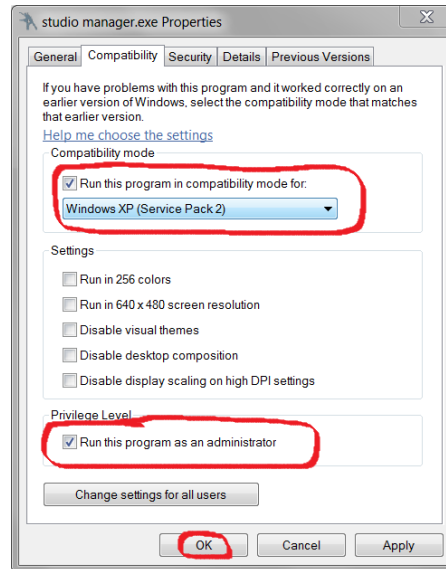 studio manager.exe Properties
General Compatibility Security Details Previous Versions
If you have problems with this program and it worked correctly on an
earlier version of Windows, select the compatibility mode that matches
that earlier version.
Help me choose the settings
Compatibility mode
Run this program in compatibility mode for:
Windows XP (Service Pack 2)
Settings
Run in 256 colors
Run in 640 x 480 screen resolution
Disable visual themes
Disable desktop composition
Disable display scaling on high DPI settings
Privilege Level
Run this program as an administrator
Change settings for all users
OK Cancel Apply